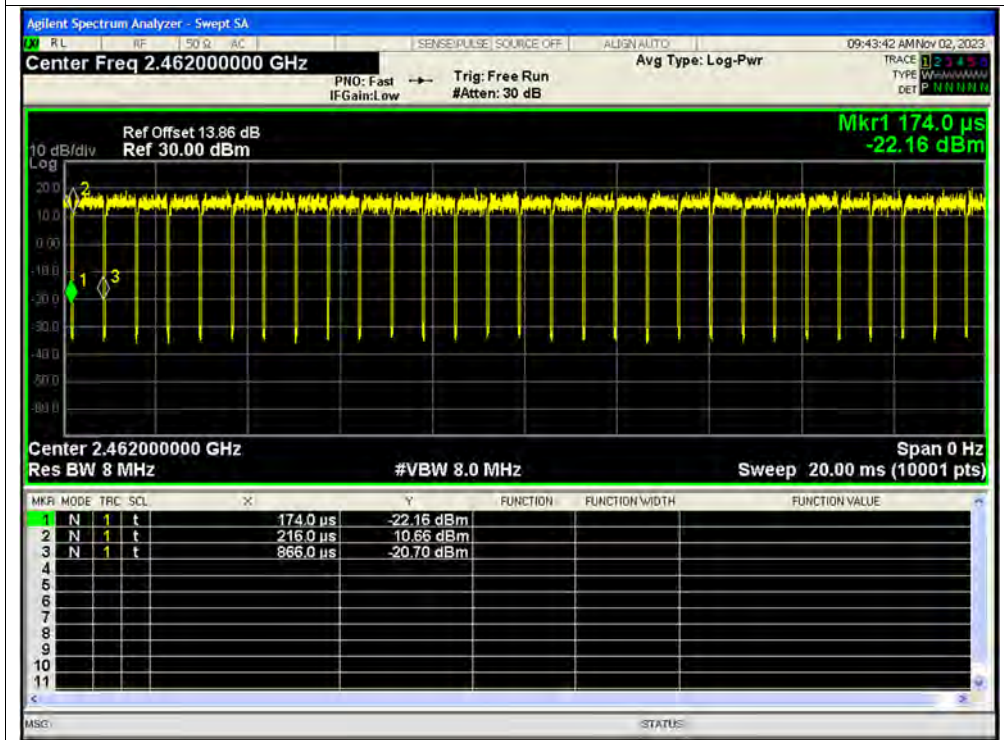 Agilent Spectrum Analyzer - Swept SA
RL RF 50 Ω AC SENSE:PULSE SOURCE OFF ALIGN AUTO 09:43:42 AM Nov 02, 2023
Center Freq 2.462000000 GHz Avg Type: Log-Pwr TRACE 1 2 3 4 5 6
PNO: Fast Trig: Free Run TYPE W
IFGain:Low #Atten: 30 dB DET P N N N N N
Mkr1 174.0 µs
Ref Offset 13.86 dB
10 dB/div Ref 30.00 dBm -22.16 dBm
Log
20.0
2
10.0
0.00
-10.0
1
3
-20.0
-30.0
-40.0
-50.0
-60.0
Center 2.462000000 GHz Span 0 Hz
Res BW 8 MHz #VBW 8.0 MHz Sweep 20.00 ms (10001 pts)
MKR MODE TRC SCL X Y FUNCTION FUNCTION WIDTH FUNCTION VALUE
1 N 1 t 174.0 µs -22.16 dBm
2 N 1 t 216.0 µs 10.66 dBm
3 N 1 t 866.0 µs -20.70 dBm
4
5
6
7
8
9
10
11
MSG STATUS